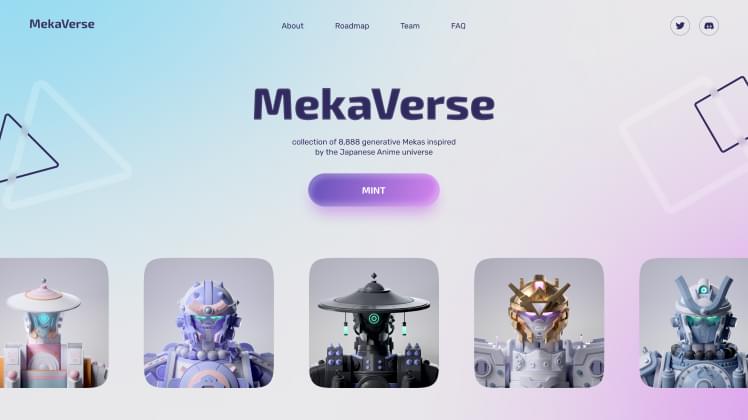 MekaVerse
About
Roadmap
Team
FAQ
MekaVerse
collection of 8,888 generative Mekas inspired
by the Japanese Anime universe
MINT